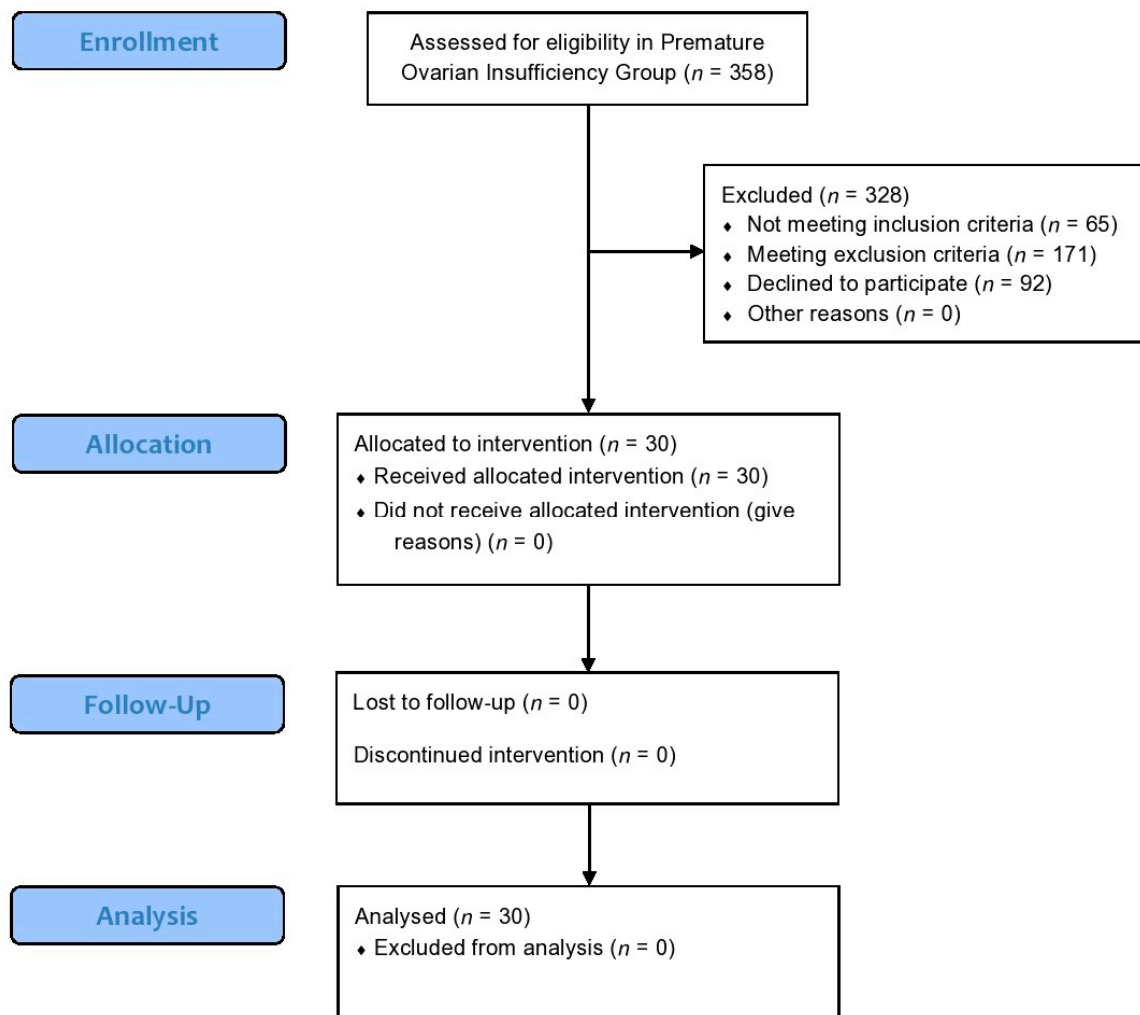 Enrollment
Assessed for eligibility in Premature
Ovarian Insufficiency Group (n = 358)
Excluded (n = 328)
⬧ Not meeting inclusion criteria (n = 65)
⬧ Meeting exclusion criteria (n = 171)
⬧ Declined to participate (n = 92)
⬧ Other reasons (n = 0)
Allocation
Allocated to intervention (n = 30)
⬧ Received allocated intervention (n = 30)
⬧ Did not receive allocated intervention (give
reasons) (n = 0)
Follow-Up
Lost to follow-up (n = 0)
Discontinued intervention (n = 0)
Analysis
Analysed (n = 30)
⬧ Excluded from analysis (n = 0)